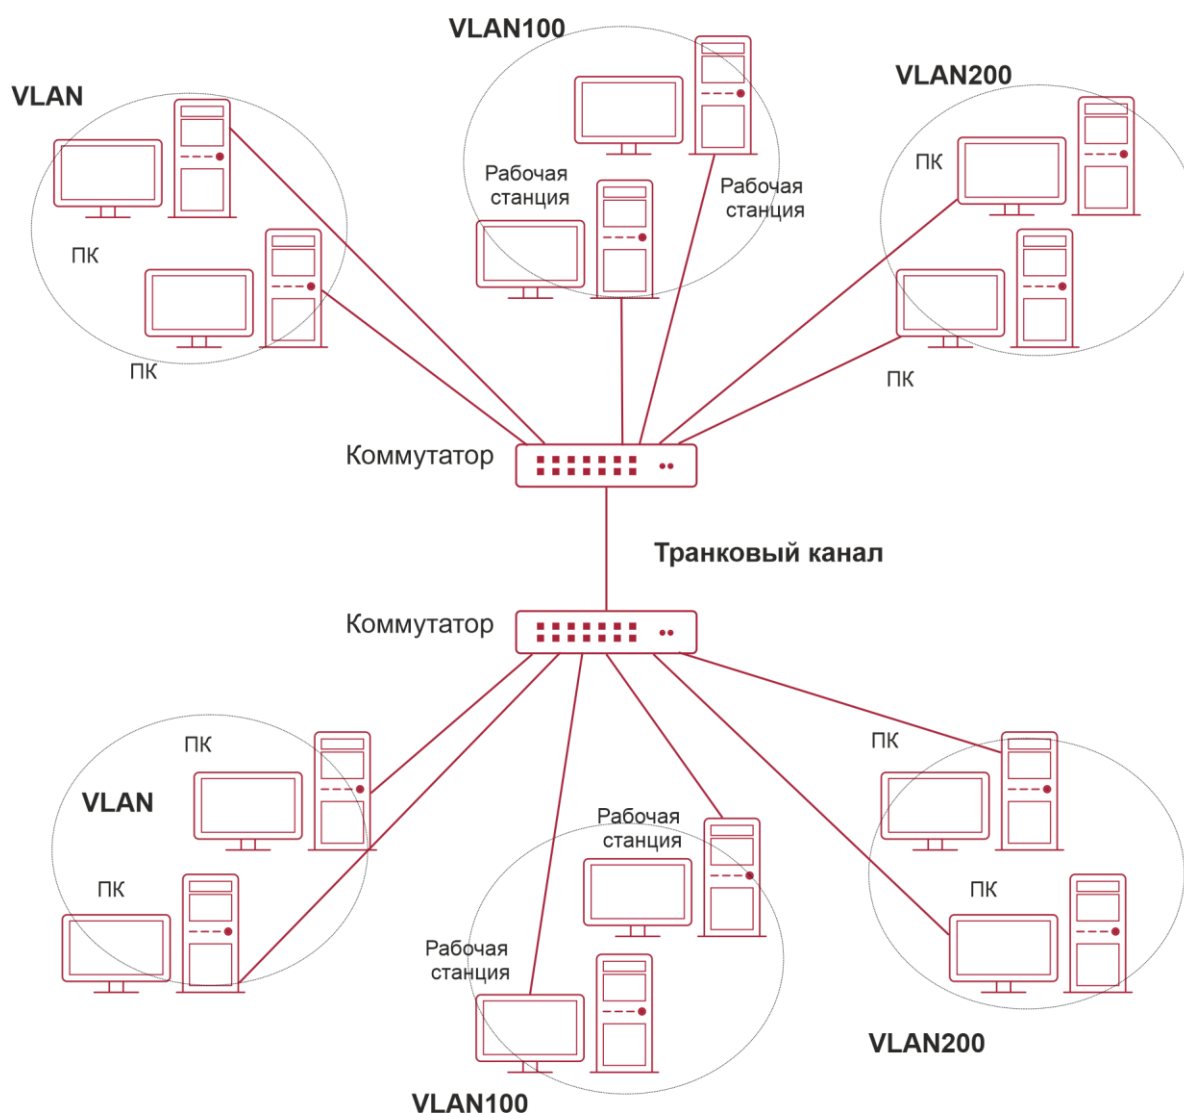 VLAN100
VLAN200
VLAN
ПК
Рабочая
станция
Рабочая
станция
ПК
ПК
ПК
Коммутатор
Транковый канал
Коммутатор
ПК
ПК
VLAN
Рабочая
станция
ПК
ПК
Рабочая
станция
VLAN200
VLAN100